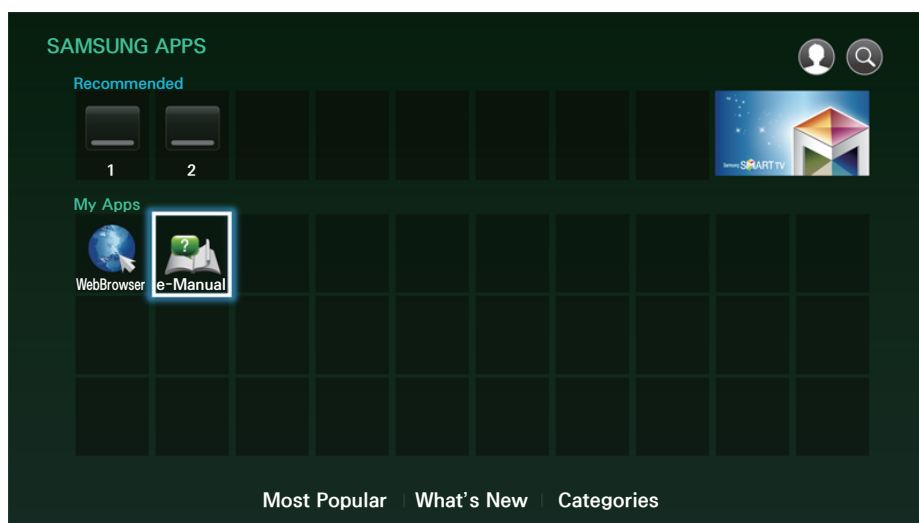 SAMSUNG APPS
Recommended
1 2
Samsung SMART TV
My Apps
?
WebBrowser e-Manual
Most Popular | What's New | Categories